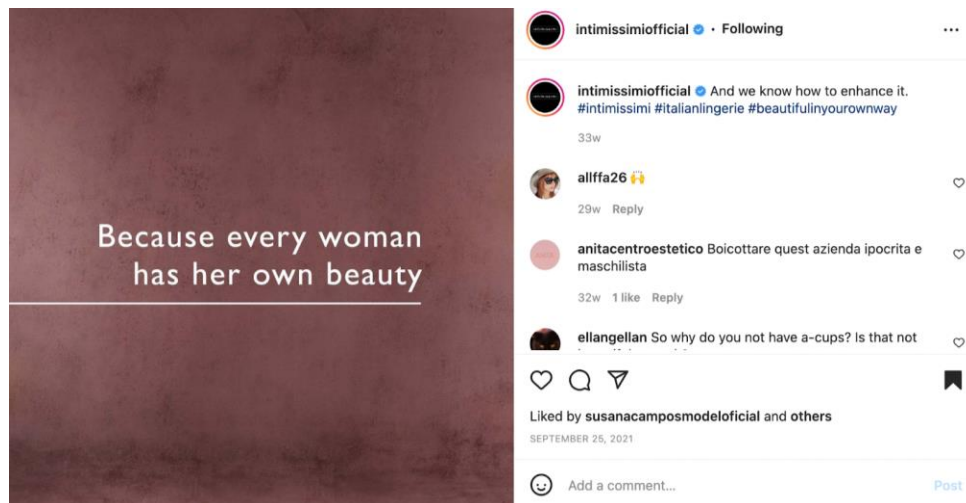 Because every woman
has her own beauty
intimissimiofficial • Following
intimissimiofficial And we know how to enhance it.
#intimissimi #italianlingerie #beautifulinyourownway
33w
allffa26 🙌
29w Reply
anitacentroestetico Boicottare quest azienda ipocrita e
maschilista
32w 1 like Reply
ellangellan So why do you not have a-cups? Is that not
Liked by susanacamposmodeloficial and others
SEPTEMBER 25, 2021
Add a comment...
Post